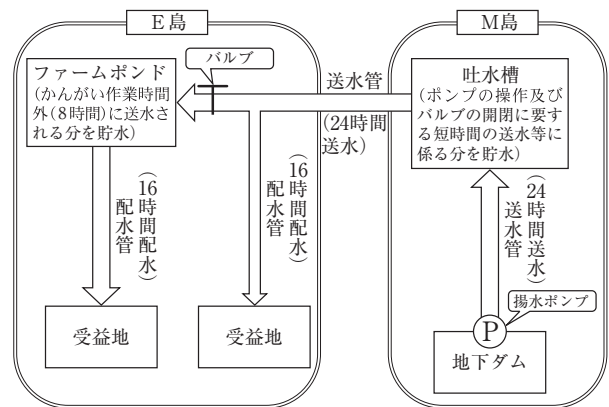 E島
バルブ
ファームポンド
(かんがい作業時間
外(8時間)に送水さ
れる分を貯水)
(16時間配水)
配水管
受益地
(16時間配水)
配水管
受益地
送水管
(24時間
送水)
M島
吐水槽
(ポンプの操作及び
バルブの開閉に要す
る短時間の送水等に
係る分を貯水)
(24時間送水)
送水管
揚水ポンプ
P
地下ダム